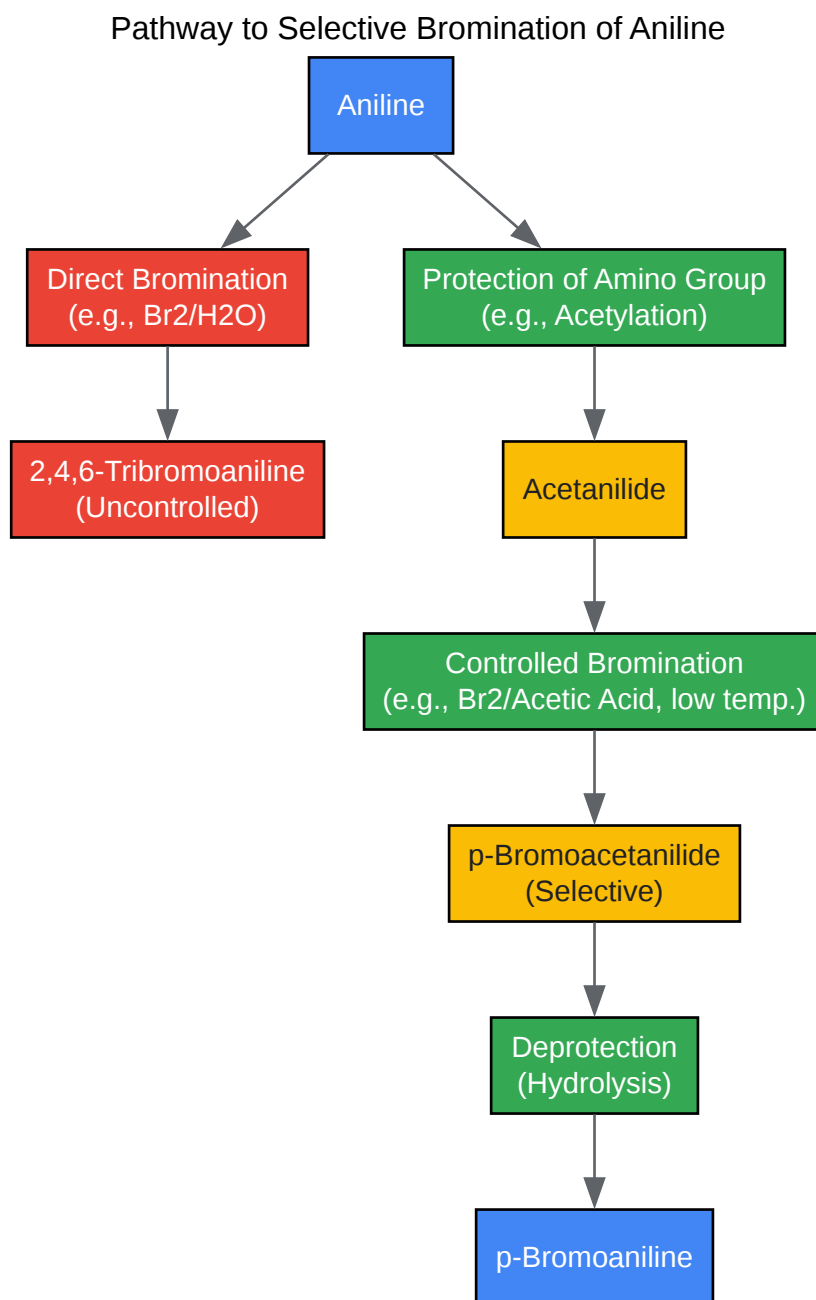 Pathway to Selective Bromination of Aniline
Aniline
Direct Bromination
(e.g., Br2/H2O)
Protection of Amino Group
(e.g., Acetylation)
2,4,6-Tribromoaniline
(Uncontrolled)
Acetanilide
Controlled Bromination
(e.g., Br2/Acetic Acid, low temp.)
p-Bromoacetanilide
(Selective)
Deprotection
(Hydrolysis)
p-Bromoaniline